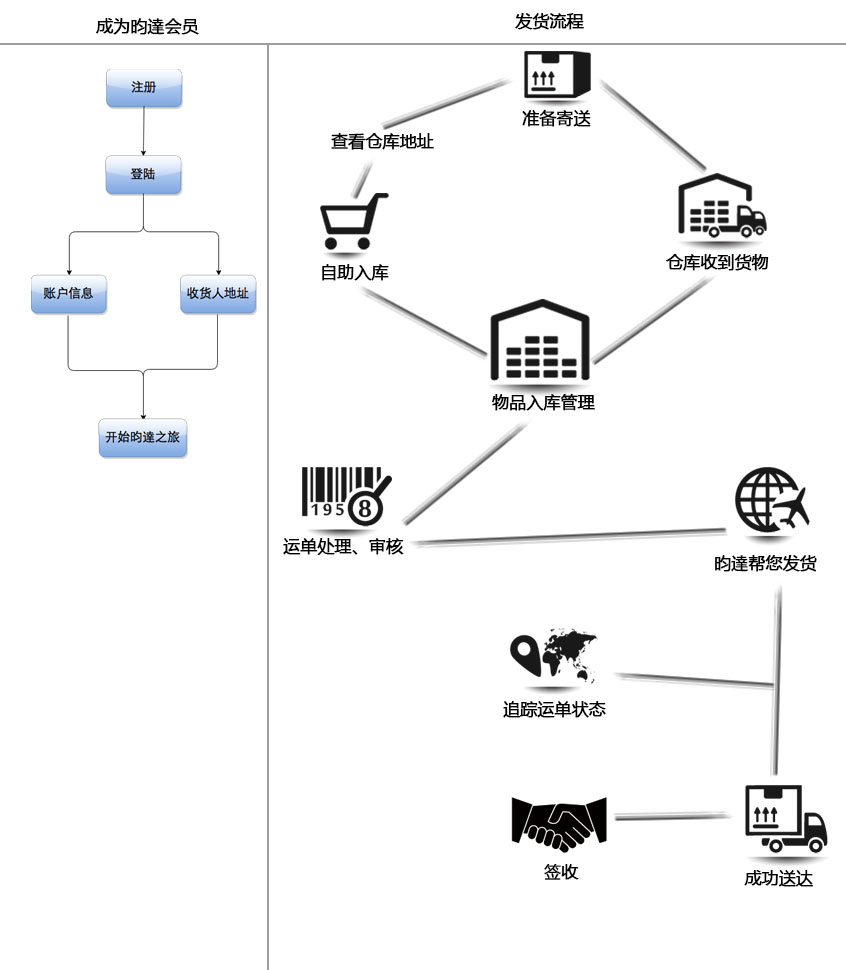 成为昀達会员
注册
登陆
账户信息
收货人地址
开始昀達之旅
发货流程
准备寄送
查看仓库地址
自助入库
仓库收到货物
物品入库管理
195 8
运单处理、审核
昀達帮您发货
追踪运单状态
签收
成功送达